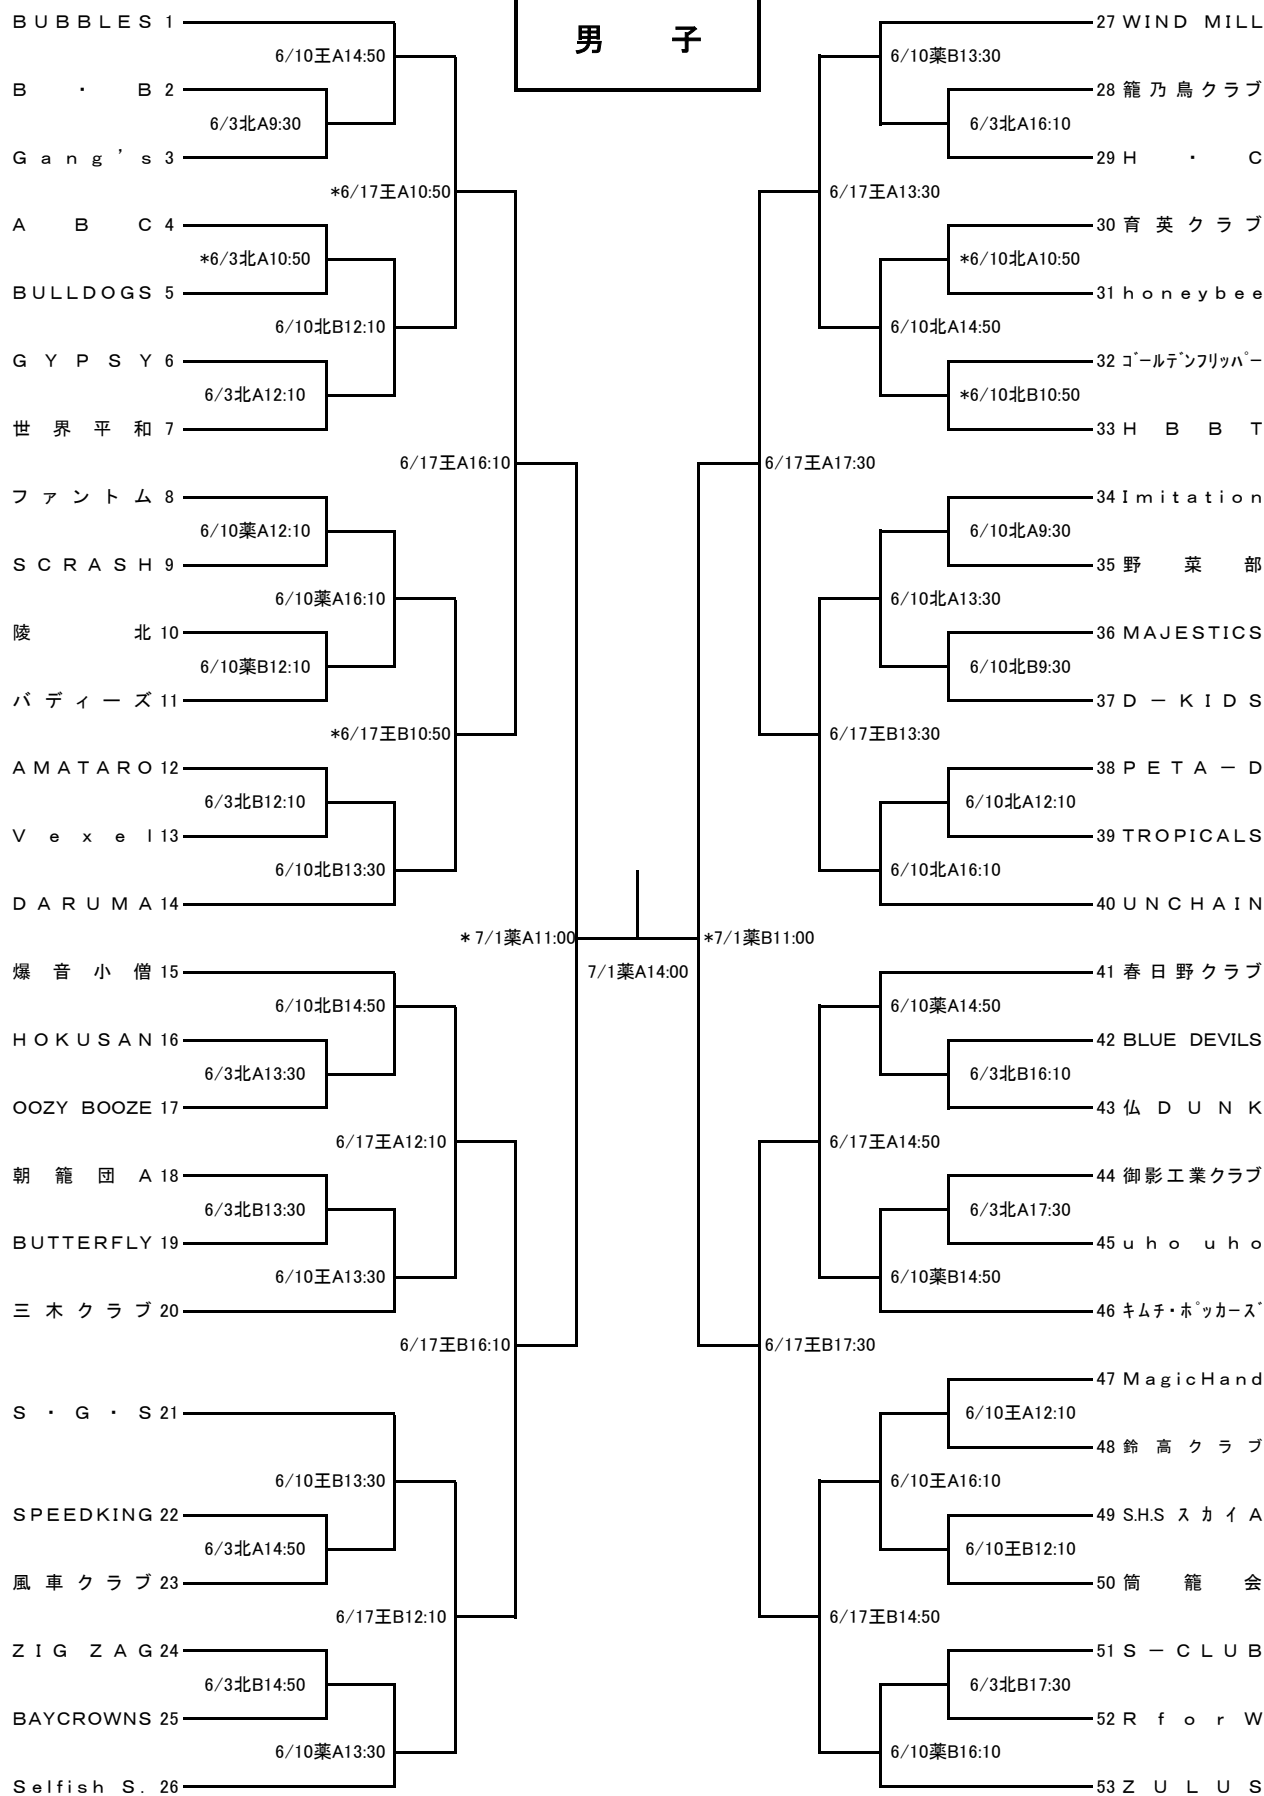 男 子
BUBBLES 1
6/10王A14:50
B・B 2
6/3北A9:30
Gang's 3
*6/17王A10:50
ABC 4
*6/3北A10:50
BULLDOGS 5
6/10北B12:10
GYPSY 6
6/3北A12:10
世界平和 7
6/17王A16:10
ファントム 8
6/10薬A12:10
SCRASH 9
6/10薬A16:10
陵北 10
6/10薬B12:10
バディーズ 11
*6/17王B10:50
AMATARO 12
6/3北B12:10
Vexel 13
6/10北B13:30
DARUMA 14
* 7/1薬A11:00
爆音小僧 15
6/10北B14:50
HOKUSAN 16
6/3北A13:30
OOZY BOOZE 17
6/17王A12:10
朝籠団A 18
6/3北B13:30
BUTTERFLY 19
6/10王A13:30
三木クラブ 20
6/17王B16:10
S・G・S 21
6/10王B13:30
SPEEDKING 22
6/3北A14:50
風車クラブ 23
6/17王B12:10
ZIG ZAG 24
6/3北B14:50
BAYCROWNS 25
6/10薬A13:30
Selfish S. 26
7/1薬A14:00
27 WIND MILL
6/10薬B13:30
28 籠乃鳥クラブ
6/3北A16:10
29 H・C
6/17王A13:30
30 育英クラブ
*6/10北A10:50
31 honeybee
6/10北A14:50
32 ゴールデンフリッパー
*6/10北B10:50
33 HBBT
6/17王A17:30
34 Imitation
6/10北A9:30
35 野菜部
6/10北A13:30
36 MAJESTICS
6/10北B9:30
37 D－KIDS
6/17王B13:30
38 PETA－D
6/10北A12:10
39 TROPICALS
6/10北A16:10
40 UNCHAIN
*7/1薬B11:00
41 春日野クラブ
6/10薬A14:50
42 BLUE DEVILS
6/3北B16:10
43 仏DUNK
6/17王A14:50
44 御影工業クラブ
6/3北A17:30
45 uho uho
6/10薬B14:50
46 キムチ・ポッカーズ
6/17王B17:30
47 MagicHand
6/10王A12:10
48 鈴高クラブ
6/10王A16:10
49 S.H.S スカイA
6/10王B12:10
50 筒籠会
6/17王B14:50
51 S－CLUB
6/3北B17:30
52 RforW
6/10薬B16:10
53 ZULUS